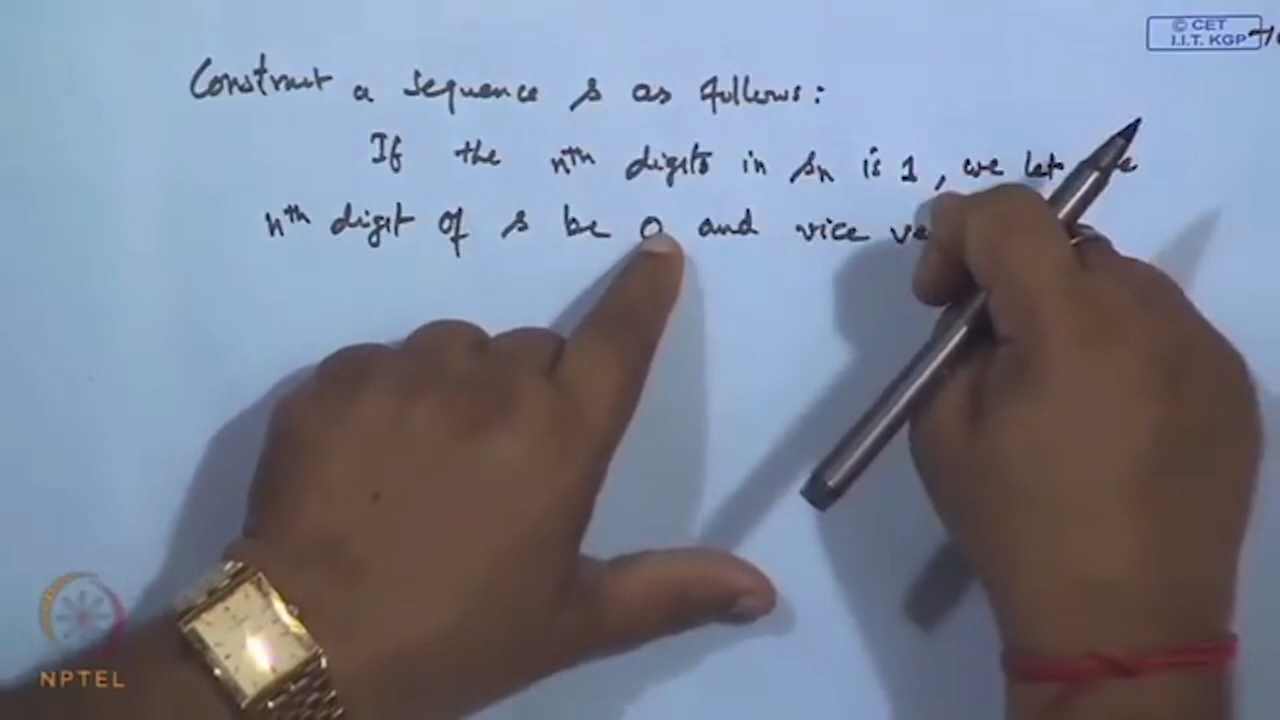 © CET
I.I.T. KGP
Construct a sequence s as follows:
If the nth digits in sn is 1, we let
nth digit of s be 0 and vice ve
NPTEL